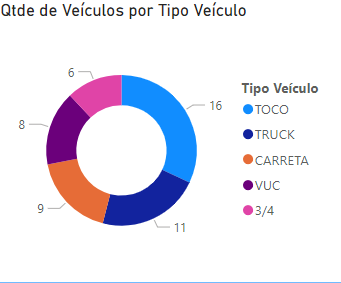 Qtde de Veículos por Tipo Veículo
6
16
8
9
11
Tipo Veículo
TOCO
TRUCK
CARRETA
VUC
3/4